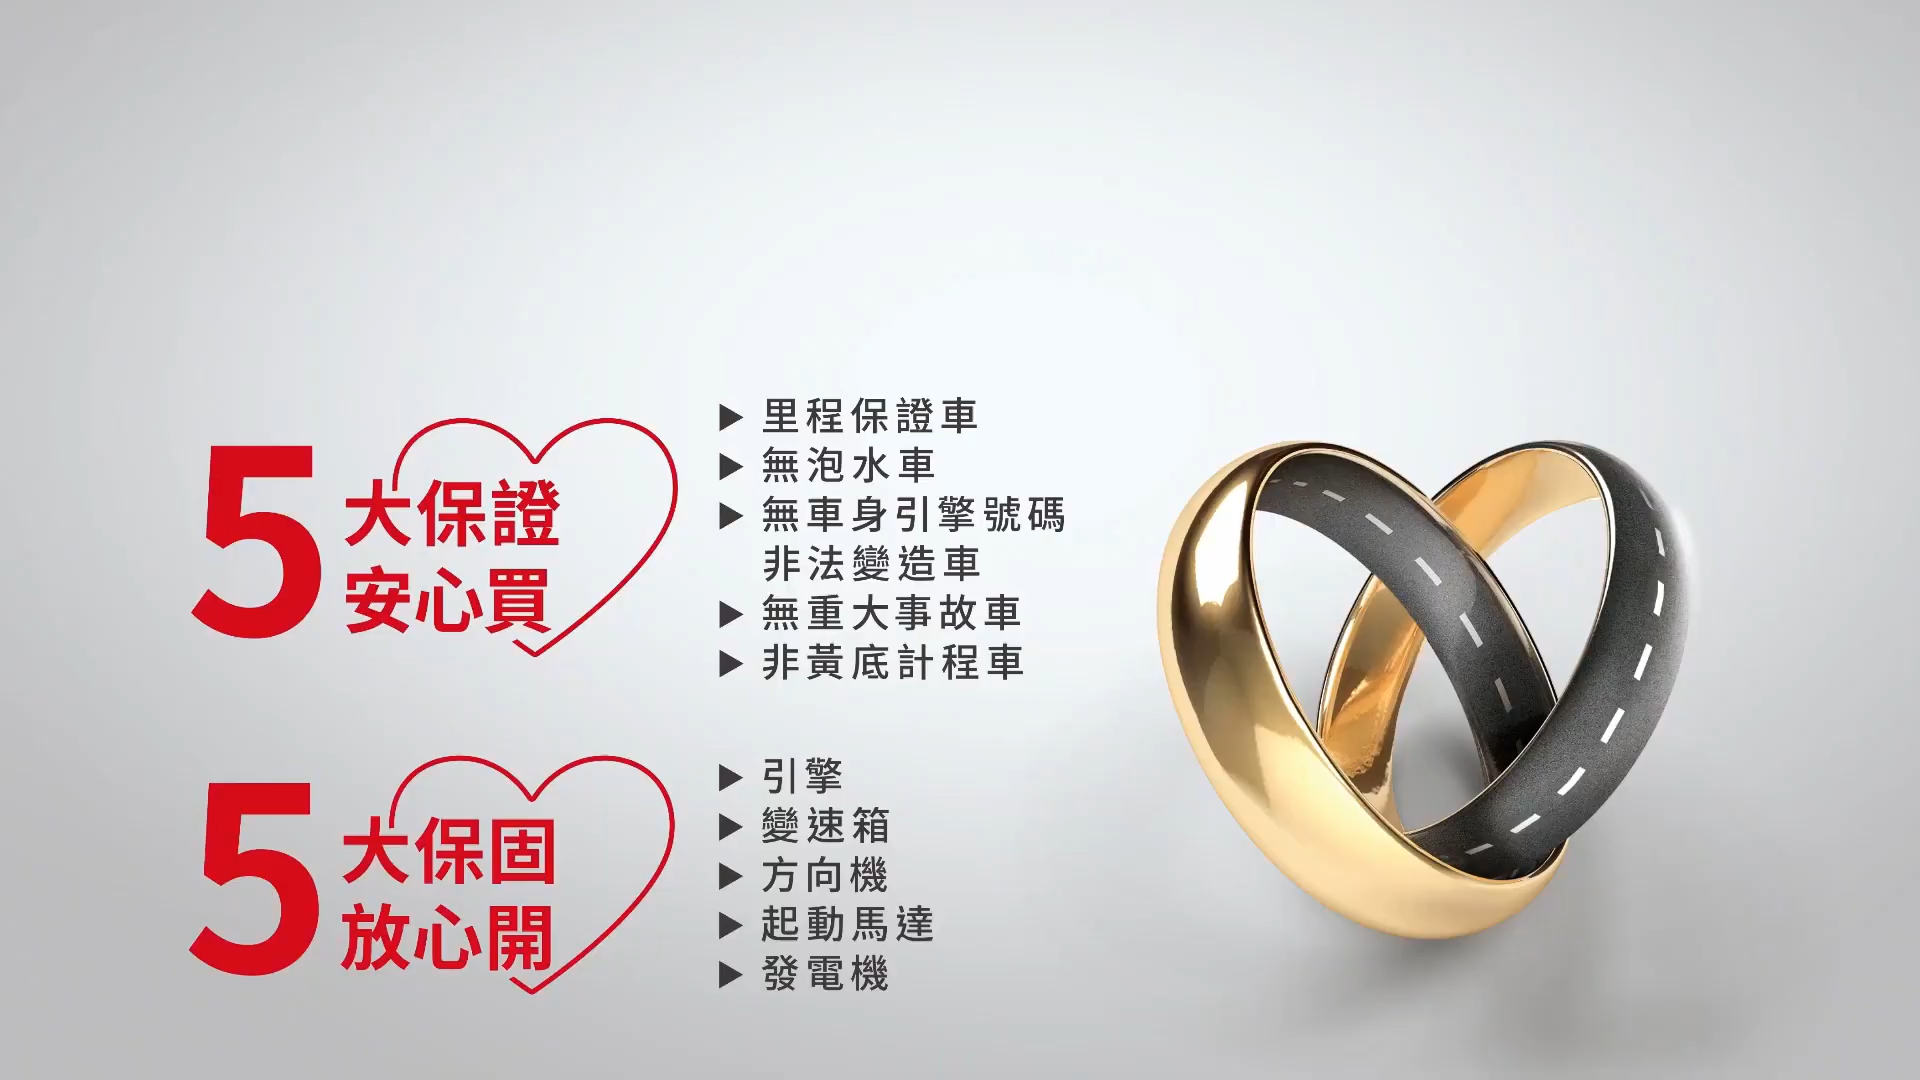 5大保證
安心買
▶ 里程保證車
▶ 無泡水車
▶ 無車身引擎號碼
非法變造車
▶ 無重大事故車
▶ 非黃底計程車
5大保固
放心開
▶ 引擎
▶ 變速箱
▶ 方向機
▶ 起動馬達
▶ 發電機